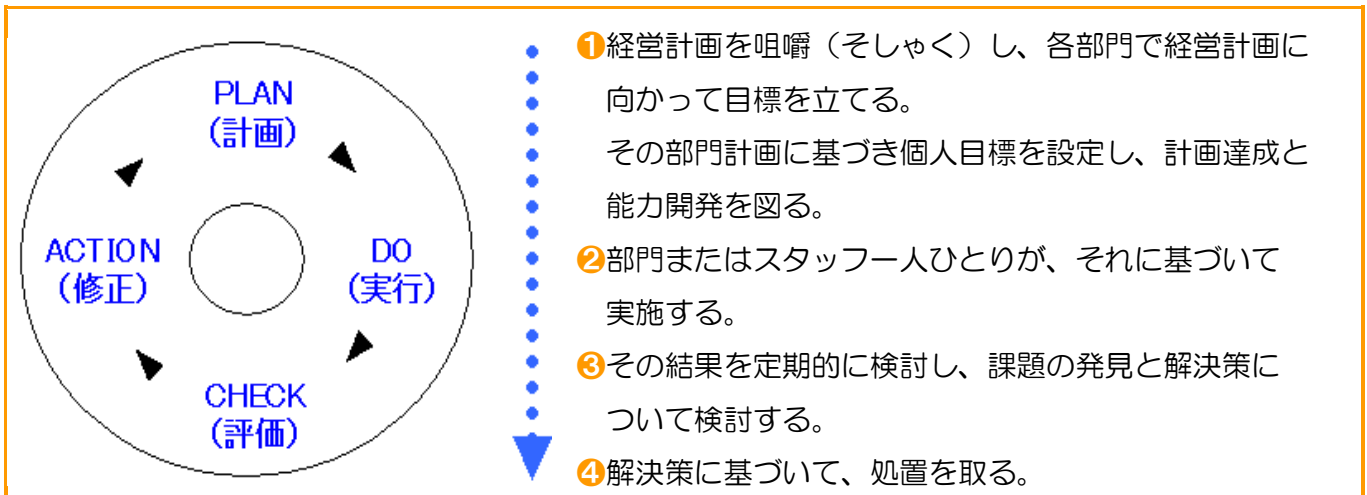 PLAN
(計画)
ACTION
(修正)
DO
(実行)
CHECK
(評価)
❶経営計画を咀嚼（そしゃく）し、各部門で経営計画に
向かって目標を立てる。
その部門計画に基づき個人目標を設定し、計画達成と
能力開発を図る。
❷部門またはスタッフ一人ひとりが、それに基づいて
実施する。
❸その結果を定期的に検討し、課題の発見と解決策に
ついて検討する。
❹解決策に基づいて、処置を取る。